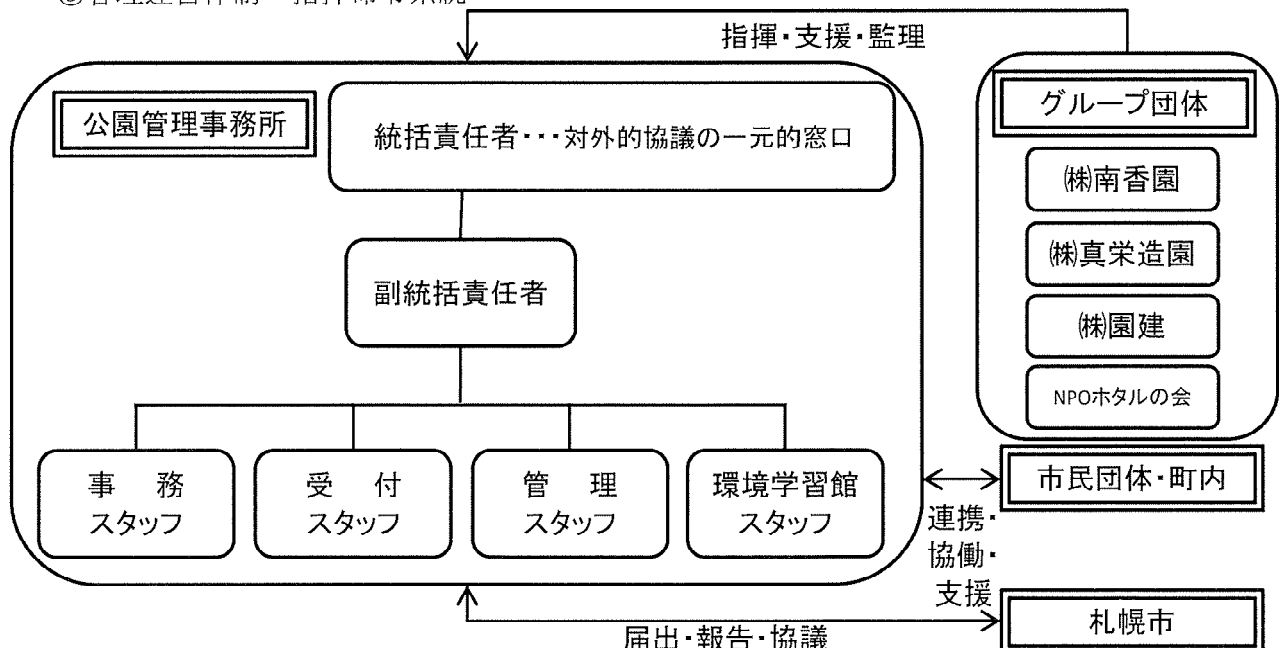 指揮・支援・監理
公園管理事務所
統括責任者・・・対外的協議の一元的窓口
副統括責任者
事　務
スタッフ
受　付
スタッフ
管　理
スタッフ
環境学習館
スタッフ
グループ団体
㈱南香園
㈱真栄造園
㈱園建
NPOホタルの会
市民団体・町内
連携・
協働・
支援
札幌市
届出・報告・協議